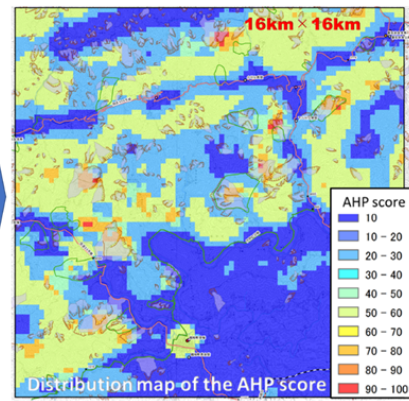 16km×16km
AHP score
10
10 – 20
20 – 30
30 – 40
40 – 50
50 – 60
60 – 70
70 – 80
80 – 90
90 – 100
Distribution map of the AHP score